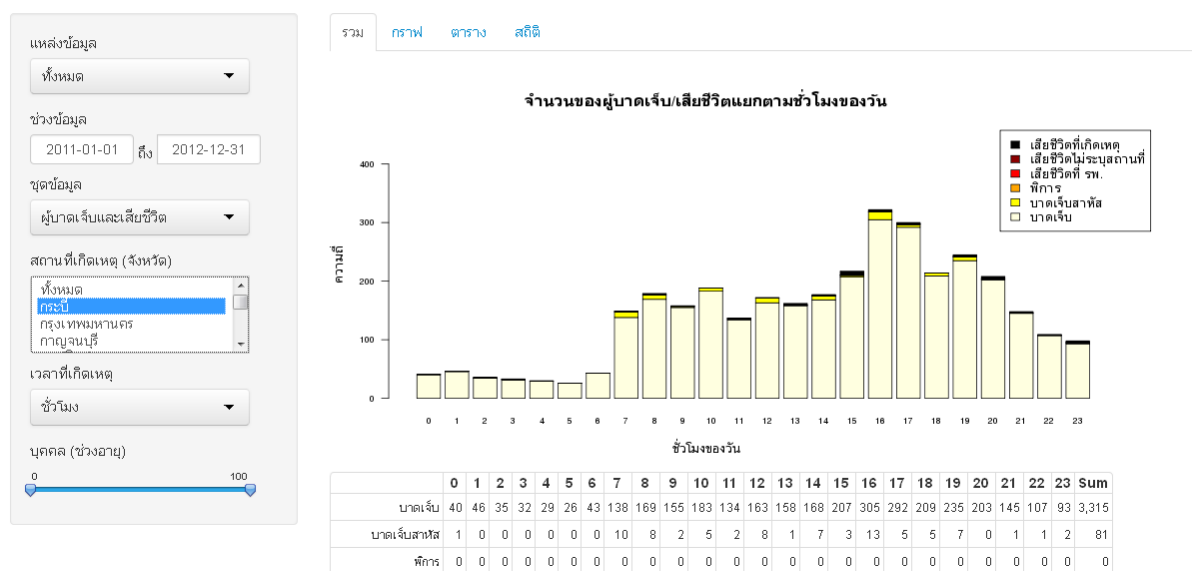 แหล่งข้อมูล
ทั้งหมด
ช่วงข้อมูล
2011-01-01 ถึง 2012-12-31
ชุดข้อมูล
ผู้บาดเจ็บและเสียชีวิต
สถานที่เกิดเหตุ (จังหวัด)
ทั้งหมด
กระบี่
กรุงเทพมหานคร
กาญจนบุรี
เวลาที่เกิดเหตุ
ชั่วโมง
บุคคล (ช่วงอายุ)
0 100
รวม กราฟ ตาราง สถิติ
จำนวนของผู้บาดเจ็บ/เสียชีวิตแยกตามชั่วโมงของวัน
เสียชีวิตที่เกิดเหตุ
เสียชีวิตไม่ระบุสถานที่
เสียชีวิตที่ รพ.
พิการ
บาดเจ็บสาหัส
บาดเจ็บ
ความถี่
400
300
200
100
0
0 1 2 3 4 5 6 7 8 9 10 11 12 13 14 15 16 17 18 19 20 21 22 23
ชั่วโมงของวัน
0 1 2 3 4 5 6 7 8 9 10 11 12 13 14 15 16 17 18 19 20 21 22 23 Sum
บาดเจ็บ 40 46 35 32 29 26 43 138 169 155 183 134 163 158 168 207 305 292 209 235 203 145 107 93 3,315
บาดเจ็บสาหัส 1 0 0 0 0 0 0 10 8 2 5 2 8 1 7 3 13 5 5 7 0 1 1 2 81
พิการ 0 0 0 0 0 0 0 0 0 0 0 0 0 0 0 0 0 0 0 0 0 0 0 0 0